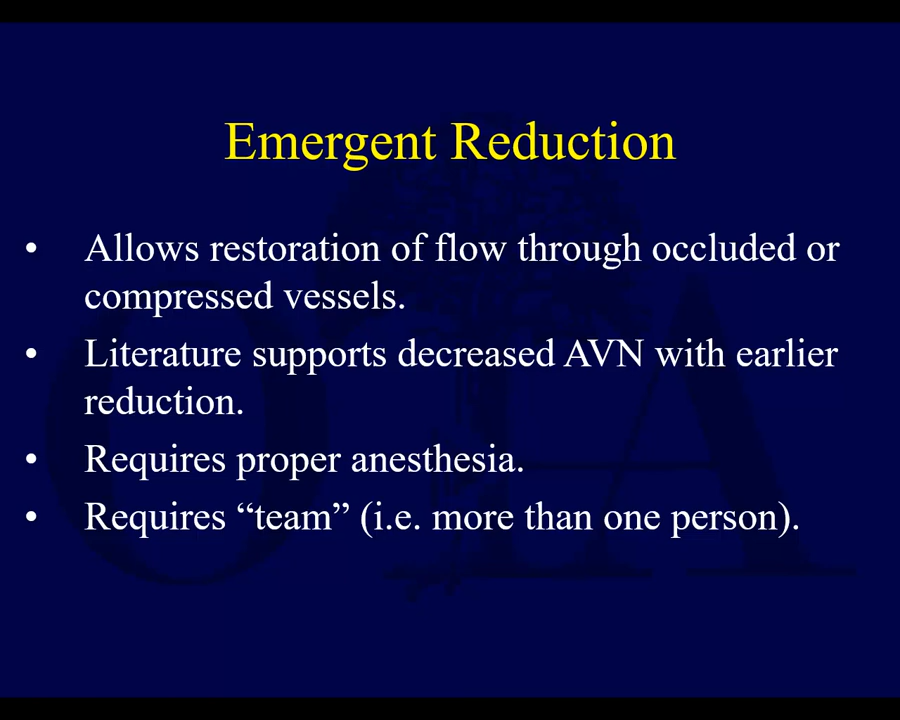 Emergent Reduction
• Allows restoration of flow through occluded or
compressed vessels.
• Literature supports decreased AVN with earlier
reduction.
• Requires proper anesthesia.
• Requires “team” (i.e. more than one person).
OTA